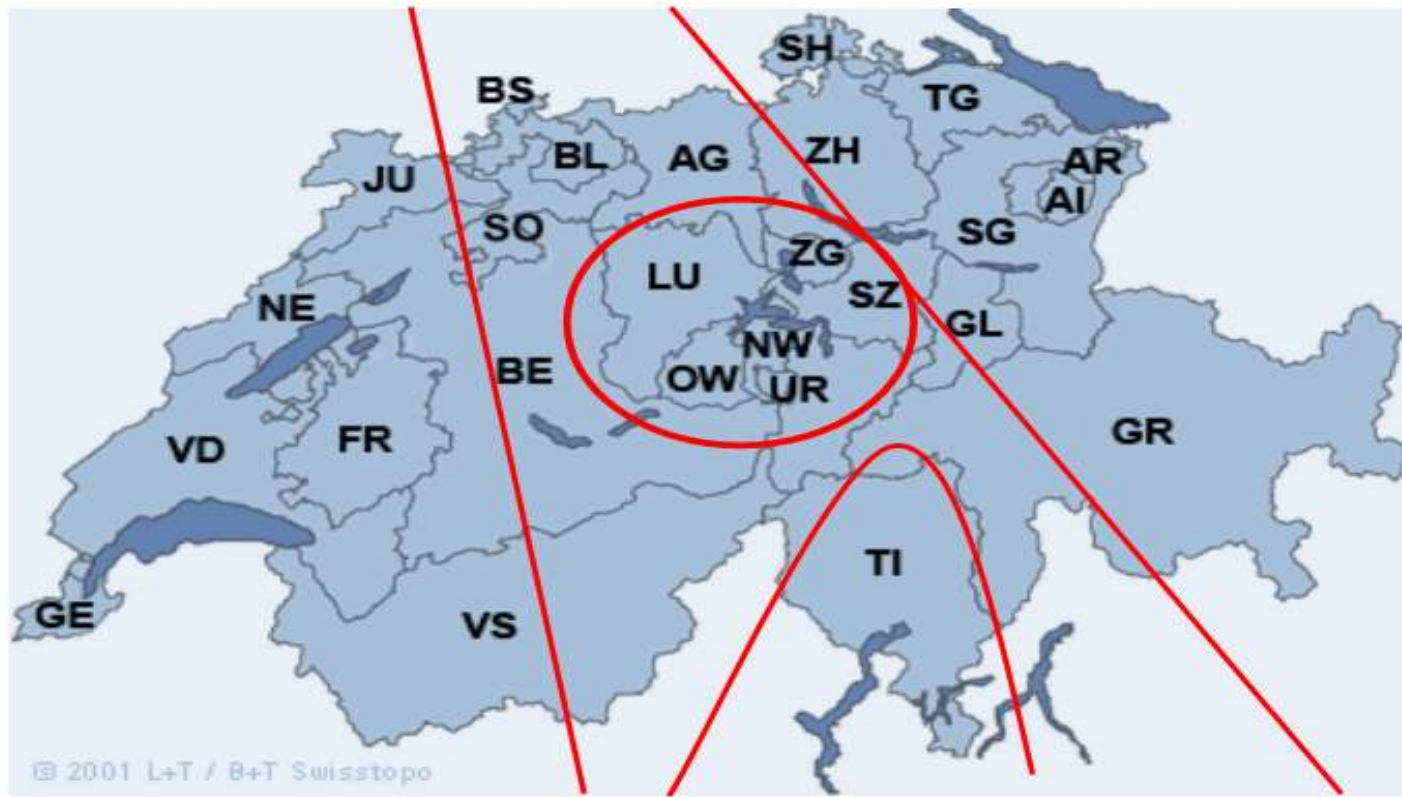 SH
BS
TG
BL
AG
ZH
AR
JU
AI
SO
SG
ZG
LU
SZ
NE
GL
NW
BE
OW
UR
VD
FR
GR
TI
GE
VS
© 2001 L+T / B+T Swisstopo